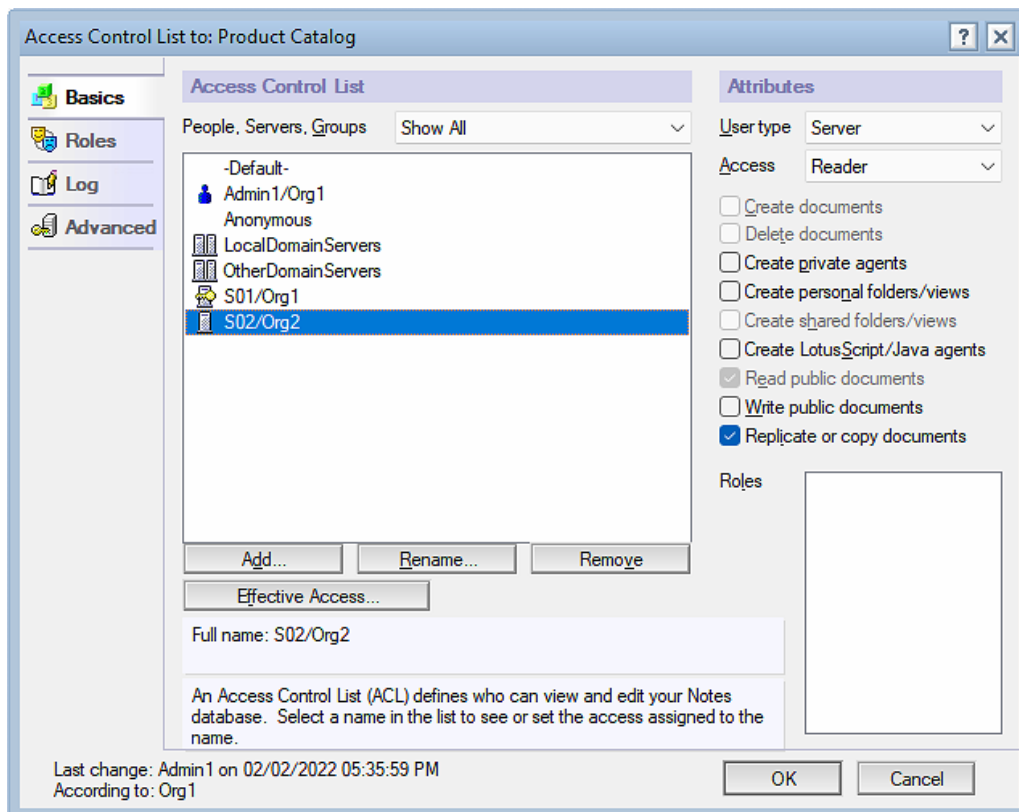 Access Control List to: Product Catalog
?
Basics
Roles
Log
Advanced
Access Control List
People, Servers, Groups
Show All
-Default-
Admin1/Org1
Anonymous
LocalDomainServers
OtherDomainServers
S01/Org1
S02/Org2
Add...
Rename...
Remove
Effective Access...
Full name: S02/Org2
An Access Control List (ACL) defines who can view and edit your Notes
database. Select a name in the list to see or set the access assigned to the
name.
Attributes
User type
Server
Access
Reader
Create documents
Delete documents
Create private agents
Create personal folders/views
Create shared folders/views
Create LotusScript/Java agents
Read public documents
Write public documents
Replicate or copy documents
Roles
Last change: Admin1 on 02/02/2022 05:35:59 PM
According to: Org1
OK
Cancel